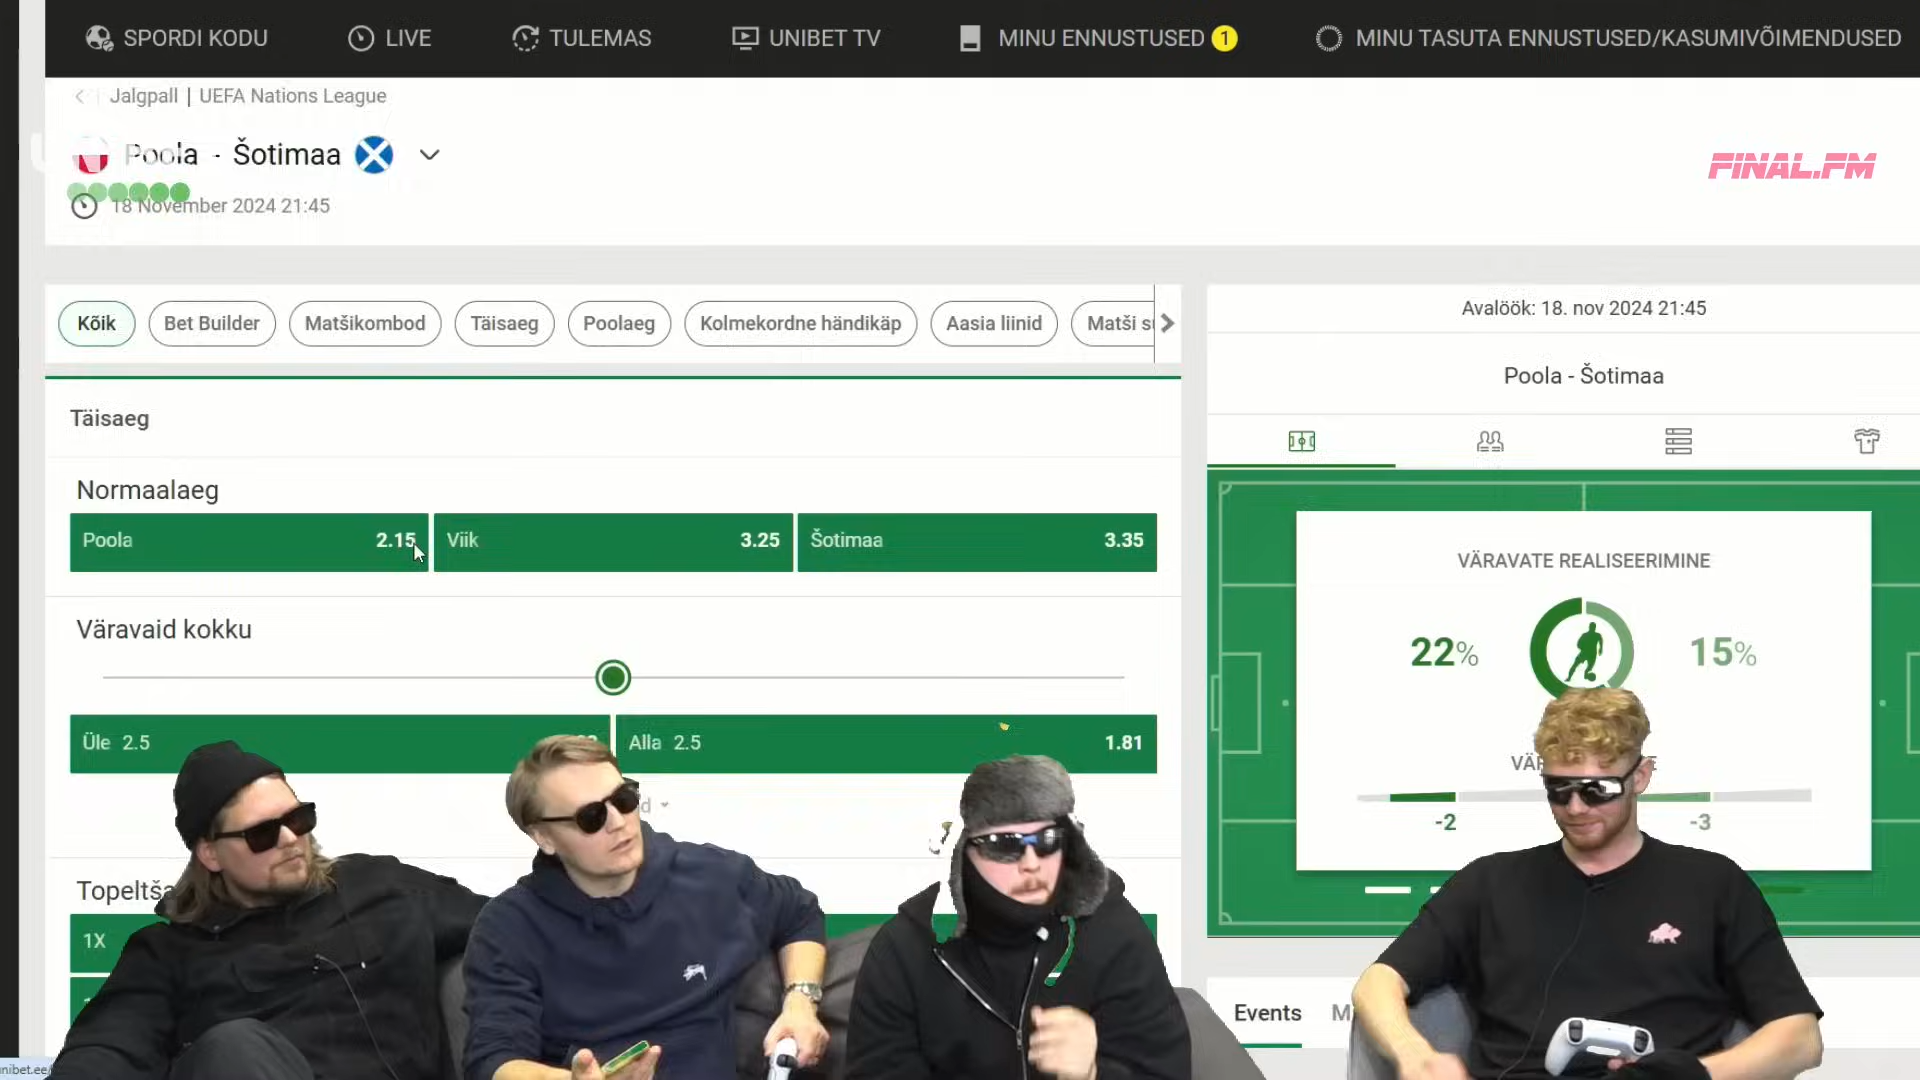 SPORDI KODU
LIVE
TULEMAS
UNIBET TV
MINU ENNUSTUSED 1
MINU TASUTA ENNUSTUSED/KASUMIVÕIMENDUSED
Jalgpall | UEFA Nations League
Poola - Šotimaa
18 November 2024 21:45
FINAL.FM
Kõik
Bet Builder
Matšikombod
Täisaeg
Poolaeg
Kolmekordne händikäp
Aasia liinid
Matši
Täisaeg
Normaalaeg
Poola 2.15
Viik 3.25
Šotimaa 3.35
Väravaid kokku
Üle 2.5
Alla 2.5 1.81
1X
Avalöök: 18. nov 2024 21:45
Poola - Šotimaa
VÄRAVATE REALISEERIMINE
22%
15%
-2
-3
Events